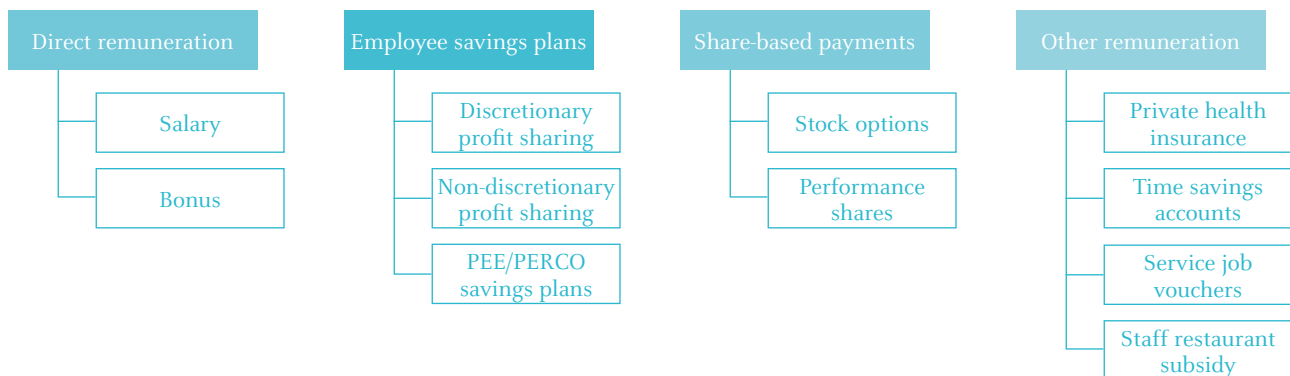 Direct remuneration
Salary
Bonus
Employee savings plans
Discretionary
profit sharing
Non-discretionary
profit sharing
PEE/PERCO
savings plans
Share-based payments
Stock options
Performance
shares
Other remuneration
Private health
insurance
Time savings
accounts
Service job
vouchers
Staff restaurant
subsidy